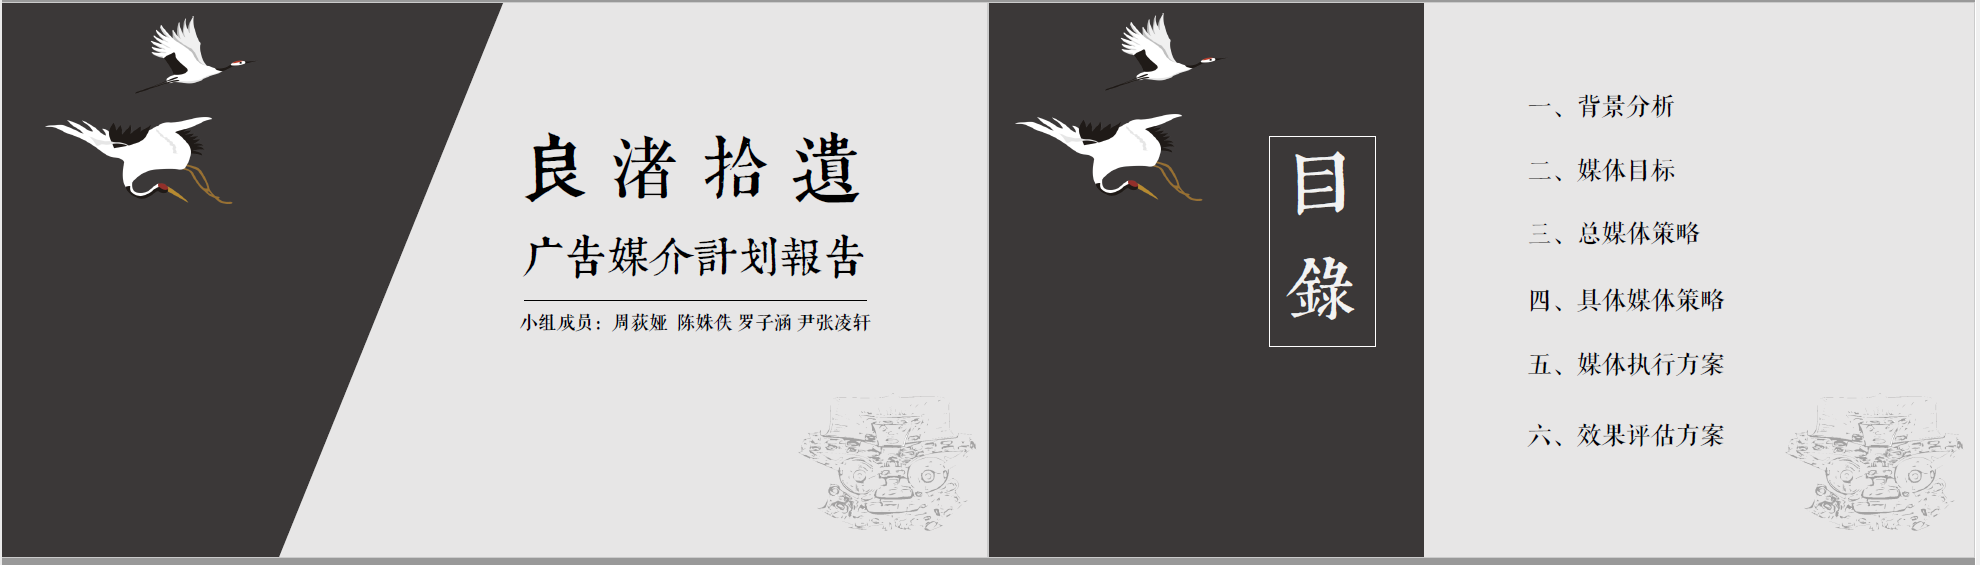 良渚拾遺
广告媒介計划報告
小组成员：周荻娅 陈姝佚 罗子涵 尹张凌轩
目
錄
一、背景分析
二、媒体目标
三、总媒体策略
四、具体媒体策略
五、媒体执行方案
六、效果评估方案